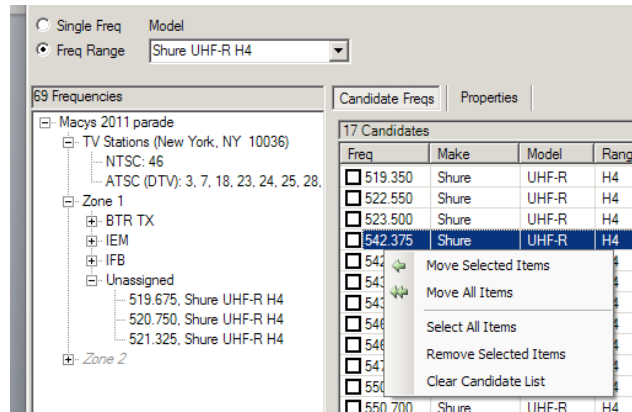 Single Freq Model
Freq Range Shure UHF-R H4
69 Frequencies
Macys 2011 parade
TV Stations (New York, NY 10036)
NTSC: 46
ATSC (DTV): 3, 7, 18, 23, 24, 25, 28,
Zone 1
BTR TX
IEM
IFB
Unassigned
519.675, Shure UHF-R H4
520.750, Shure UHF-R H4
521.325, Shure UHF-R H4
Zone 2
Candidate Freqs Properties
17 Candidates
Freq Make Model Rang
519.350 Shure UHF-R H4
522.550 Shure UHF-R H4
523.500 Shure UHF-R H4
542.375 Shure UHF-R H4
Move Selected Items
Move All Items
Select All Items
Remove Selected Items
Clear Candidate List
550.700 Shure UHF-R H4